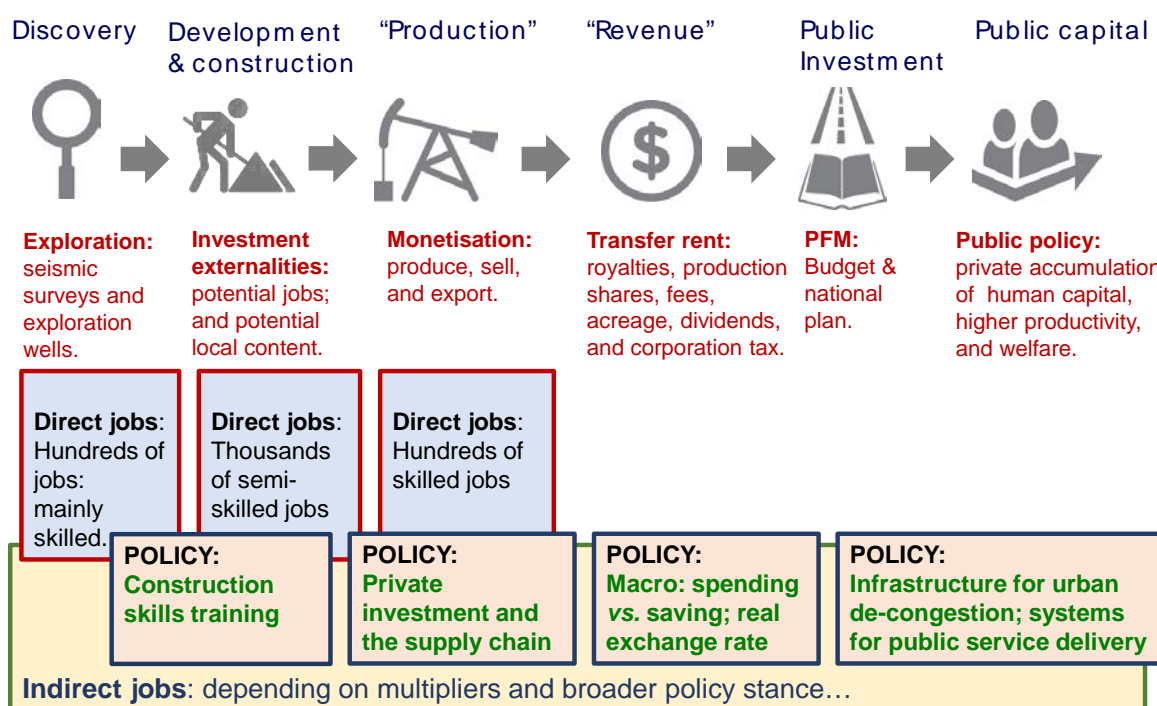 Discovery
Development
& construction
“Production”
“Revenue”
Public
Investment
Public capital
$
Exploration:
seismic
surveys and
exploration
wells.
Investment
externalities:
potential jobs;
and potential
local content.
Monetisation:
produce, sell,
and export.
Transfer rent:
royalties, production
shares, fees,
acreage, dividends,
and corporation tax.
PFM:
Budget &
national
plan.
Public policy:
private accumulation
of human capital,
higher productivity,
and welfare.
Direct jobs:
Hundreds of
jobs:
mainly
skilled.
Direct jobs:
Thousands
of semi-
skilled jobs
Direct jobs:
Hundreds of
skilled jobs
POLICY:
Construction
skills training
POLICY:
Private
investment and
the supply chain
POLICY:
Macro: spending
vs. saving; real
exchange rate
POLICY:
Infrastructure for urban
de-congestion; systems
for public service delivery
Indirect jobs: depending on multipliers and broader policy stance…